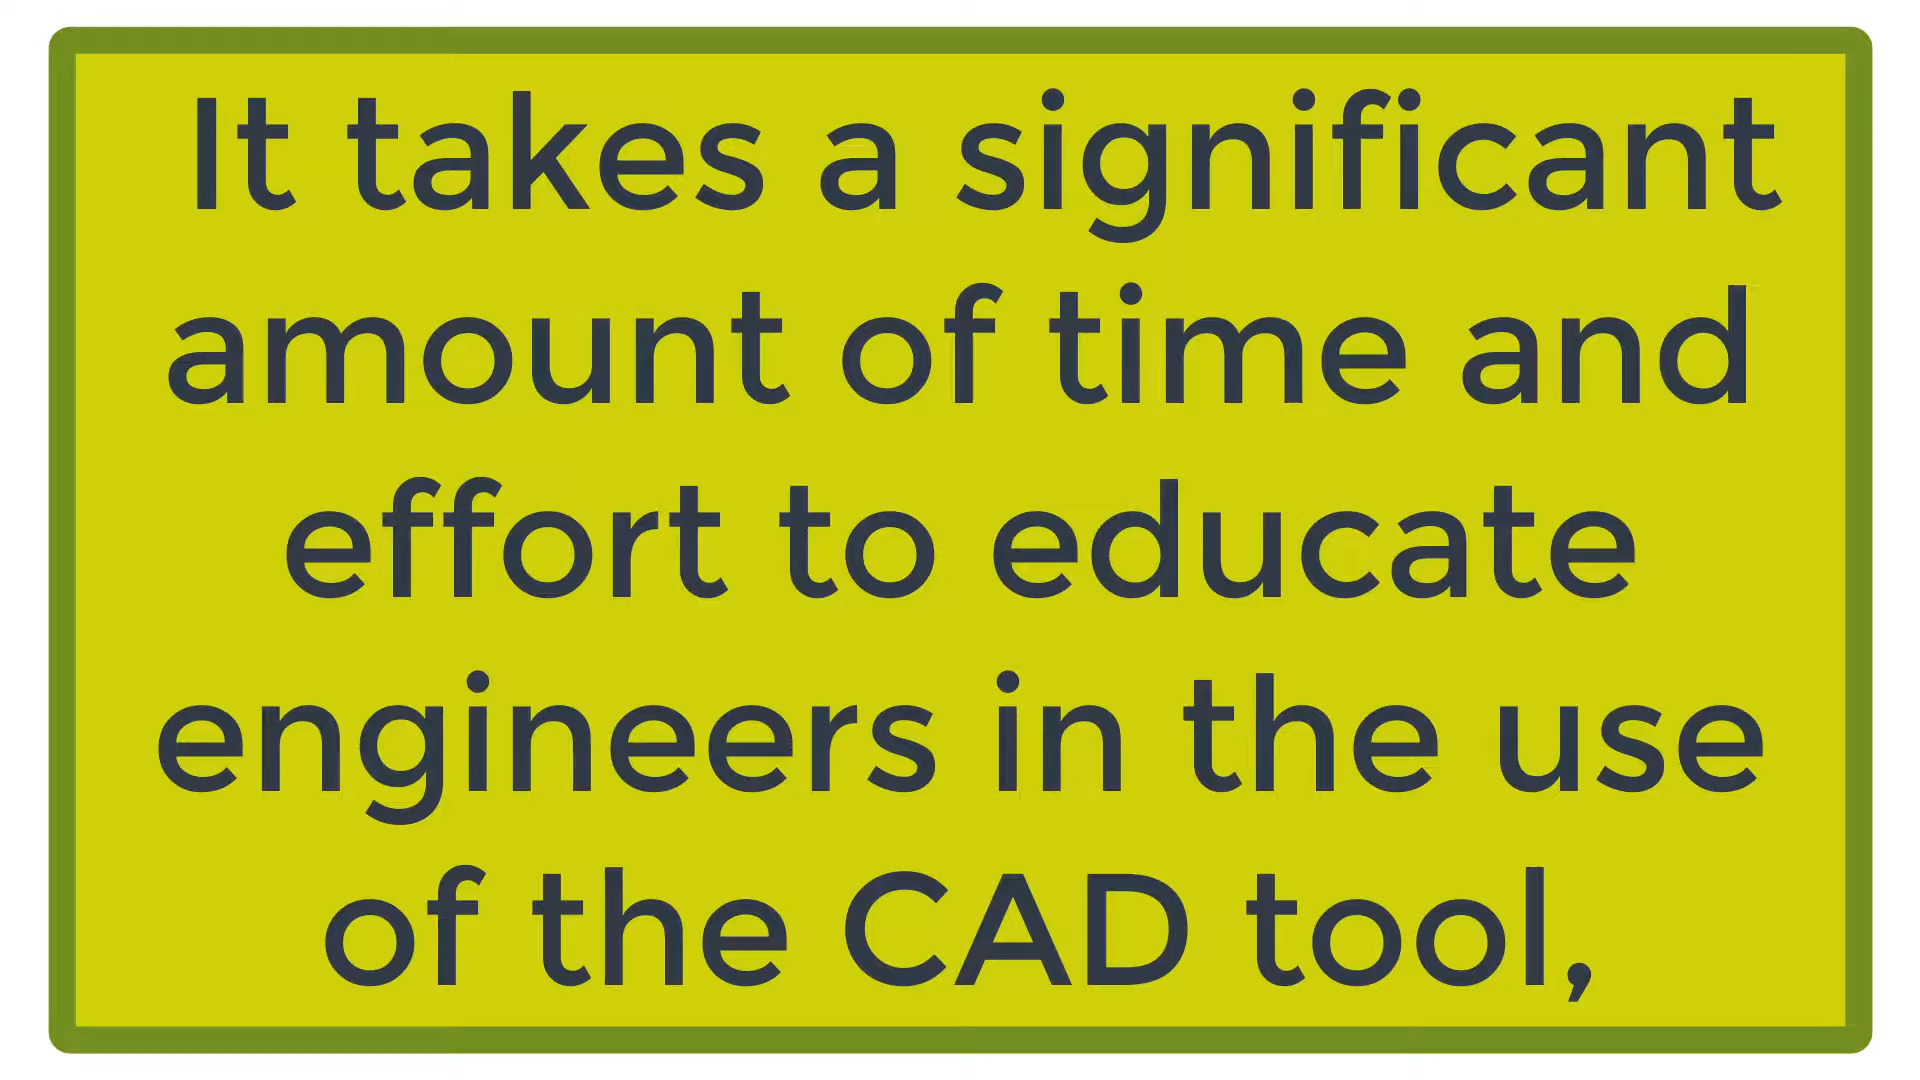 It takes a significant
amount of time and
effort to educate
engineers in the use
of the CAD tool,